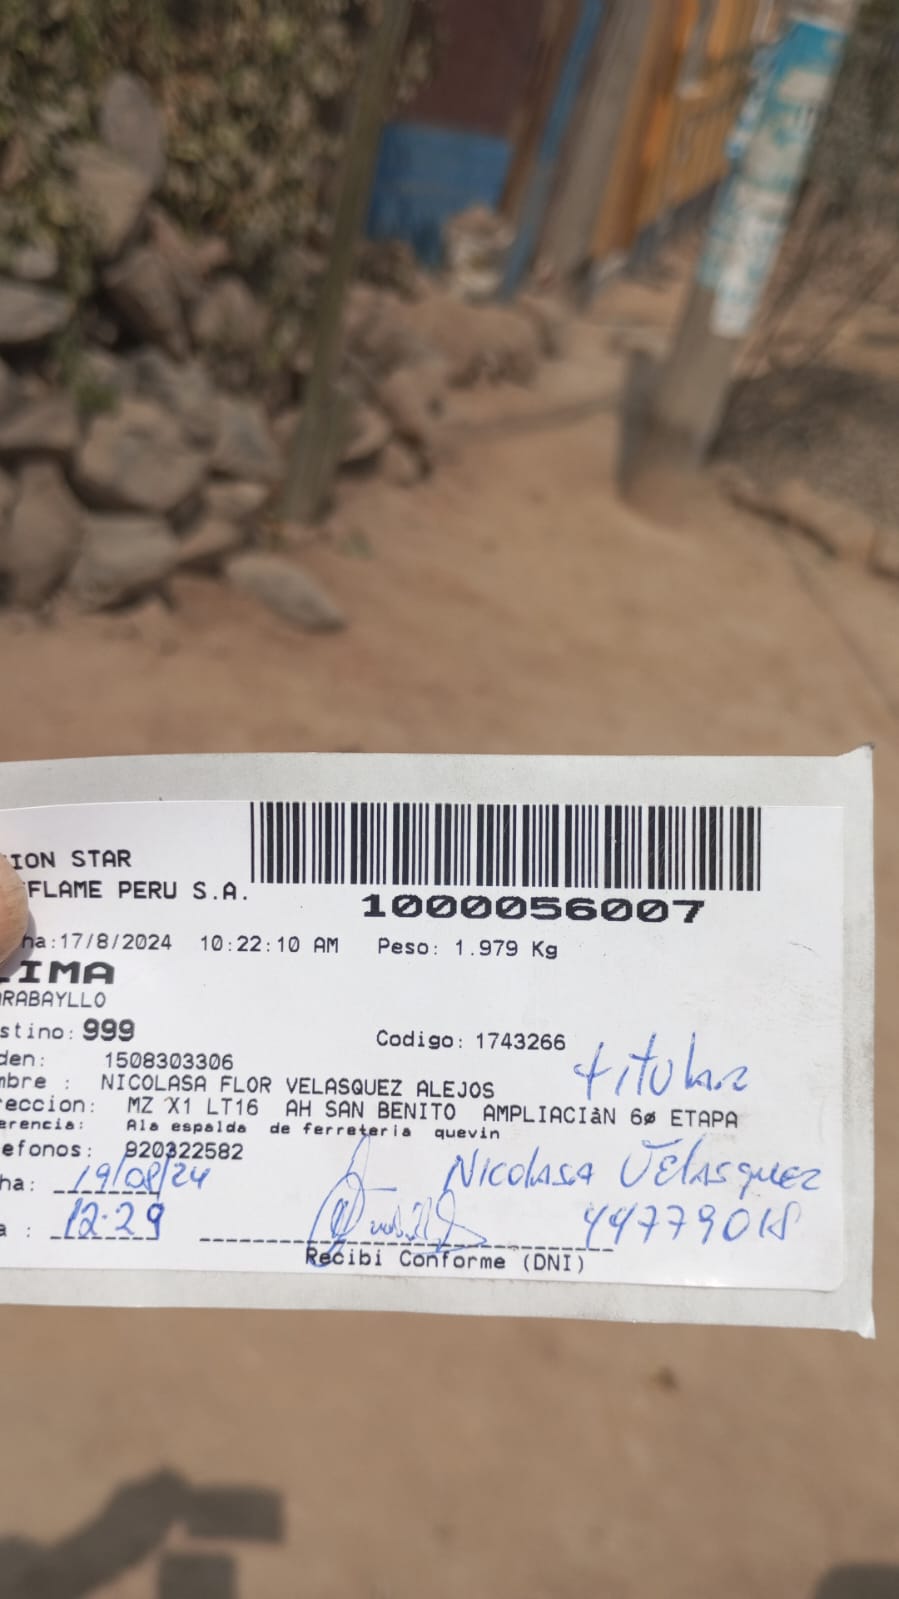 ION STAR
FLAME PERU S.A.
1000056007
ha:17/8/2024 10:22:10 AM Peso: 1.979 Kg
LIMA
RABAYLLO
stino: 999 Codigo: 1743266
titular
den: 1508303306
mbre : NICOLASA FLOR VELASQUEZ ALEJOS
reccion: MZ X1 LT16 AH SAN BENITO AMPLIACIàN 6ø ETAPA
erencia: Ala espalda de ferreteria quevin
efonos: 920322582
ha: 19/08/24 Nicolasa Velasquez
a : 12:29 44779018
Recibi Conforme (DNI)